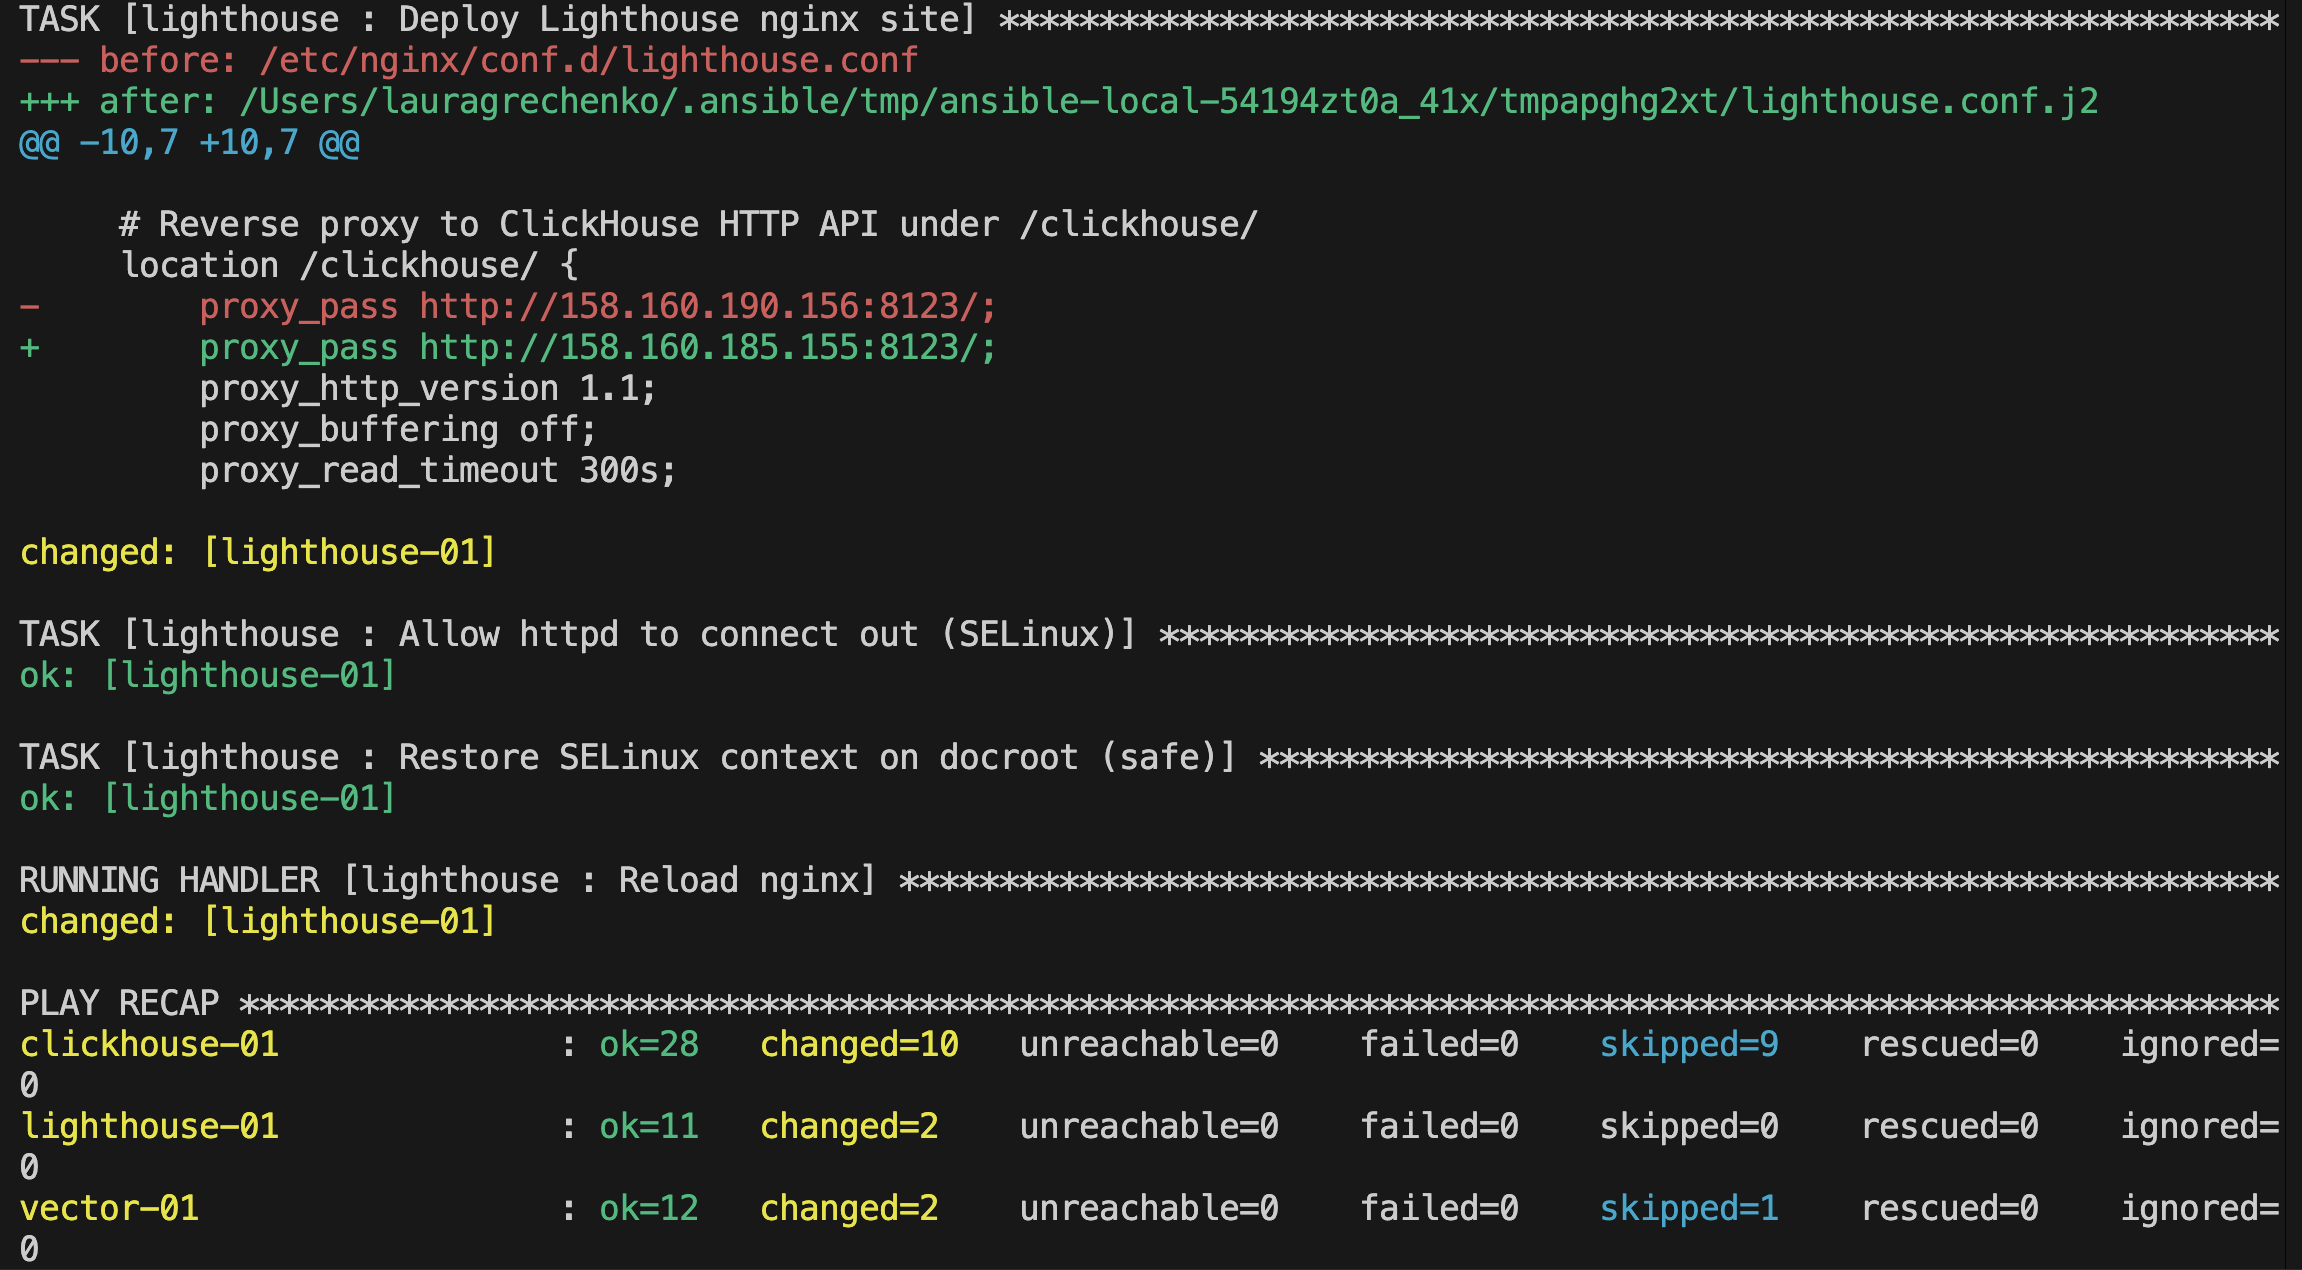 TASK [lighthouse : Deploy Lighthouse nginx site] ****************************************************************
--- before: /etc/nginx/conf.d/lighthouse.conf
+++ after: /Users/lauragrechenko/.ansible/tmp/ansible-local-54194zt0a_41x/tmpapghg2xt/lighthouse.conf.j2
@@ -10,7 +10,7 @@
     # Reverse proxy to ClickHouse HTTP API under /clickhouse/
     location /clickhouse/ {
-        proxy_pass http://158.160.190.156:8123/;
+        proxy_pass http://158.160.185.155:8123/;
         proxy_http_version 1.1;
         proxy_buffering off;
         proxy_read_timeout 300s;
changed: [lighthouse-01]
TASK [lighthouse : Allow httpd to connect out (SELinux)] ********************************************************
ok: [lighthouse-01]
TASK [lighthouse : Restore SELinux context on docroot (safe)] ***************************************************
ok: [lighthouse-01]
RUNNING HANDLER [lighthouse : Reload nginx] *********************************************************************
changed: [lighthouse-01]
PLAY RECAP ******************************************************************************************************
clickhouse-01              : ok=28   changed=10   unreachable=0    failed=0    skipped=9    rescued=0    ignored=
0
lighthouse-01              : ok=11   changed=2    unreachable=0    failed=0    skipped=0    rescued=0    ignored=
0
vector-01                  : ok=12   changed=2    unreachable=0    failed=0    skipped=1    rescued=0    ignored=
0